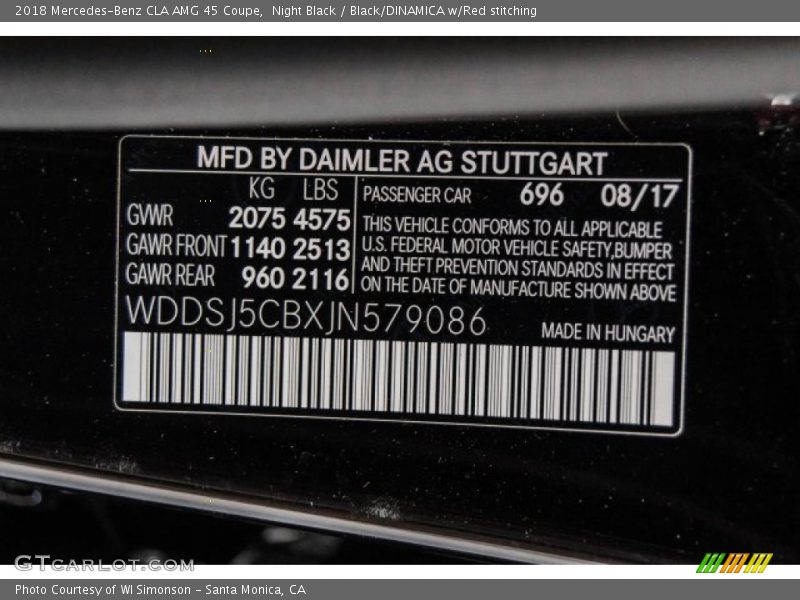 2018 Mercedes-Benz CLA AMG 45 Coupe,  Night Black / Black/DINAMICA w/Red stitching
MFD BY DAIMLER AG STUTTGART
KG LBS
GVWR 2075 4575
GAWR FRONT 1140 2513
GAWR REAR 960 2116
PASSENGER CAR 696 08/17
THIS VEHICLE CONFORMS TO ALL APPLICABLE
U.S. FEDERAL MOTOR VEHICLE SAFETY,BUMPER
AND THEFT PREVENTION STANDARDS IN EFFECT
ON THE DATE OF MANUFACTURE SHOWN ABOVE
WDDSJ5CBXJN579086
MADE IN HUNGARY
GTcarlot.com
Photo Courtesy of WI Simonson - Santa Monica, CA